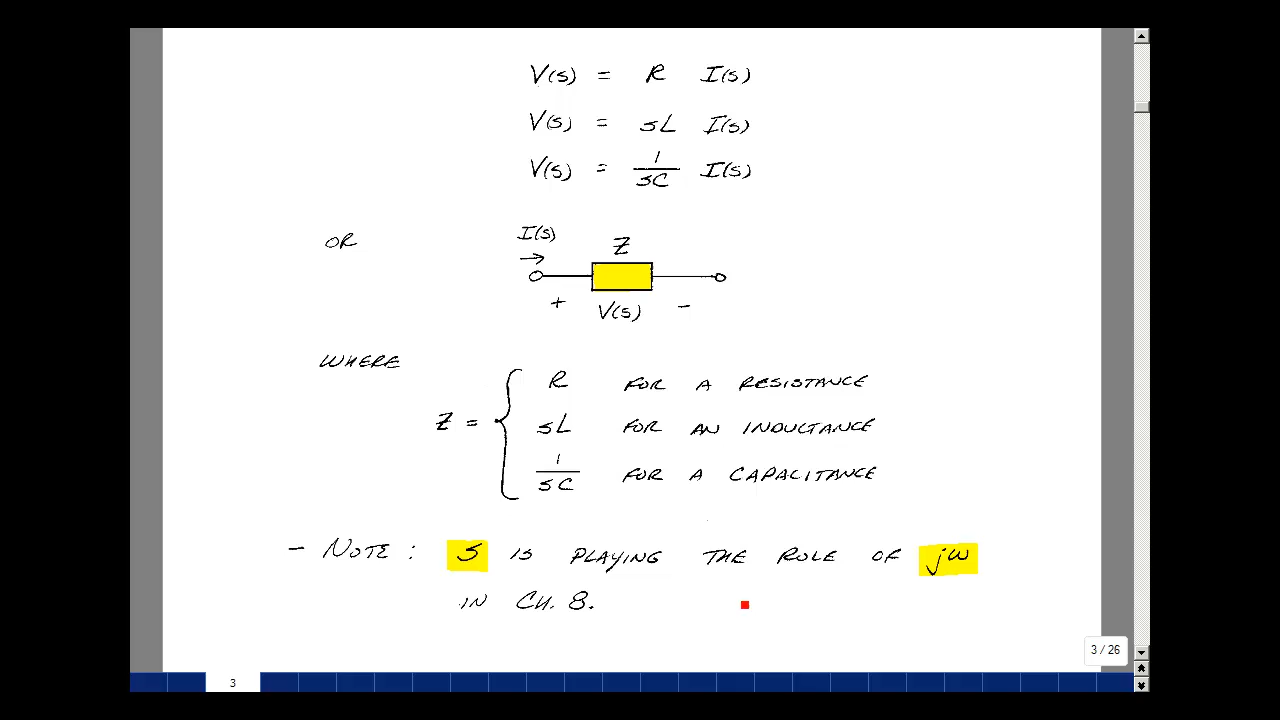 V(s) = R I(s)
V(s) = sL I(s)
V(s) = 1/sC I(s)
OR
I(s)
→
Z
+ V(s) -
WHERE
Z = { R FOR A RESISTANCE
sL FOR AN INDUCTANCE
1/sC FOR A CAPACITANCE
- NOTE: s IS PLAYING THE ROLE OF jω
IN CH. 8.
3 / 26
3